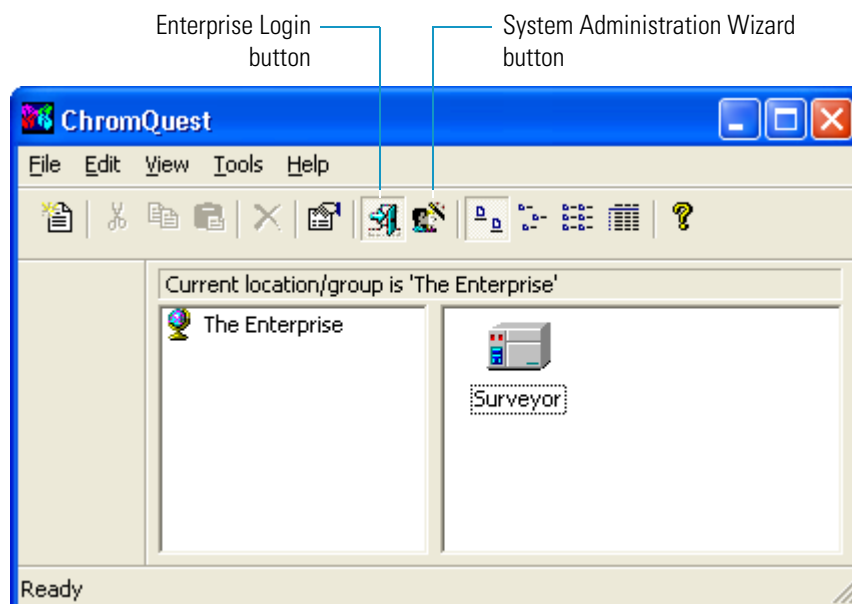 Enterprise Login
button
System Administration Wizard
button
ChromQuest
File Edit View Tools Help
Current location/group is 'The Enterprise'
The Enterprise
Surveyor
Ready